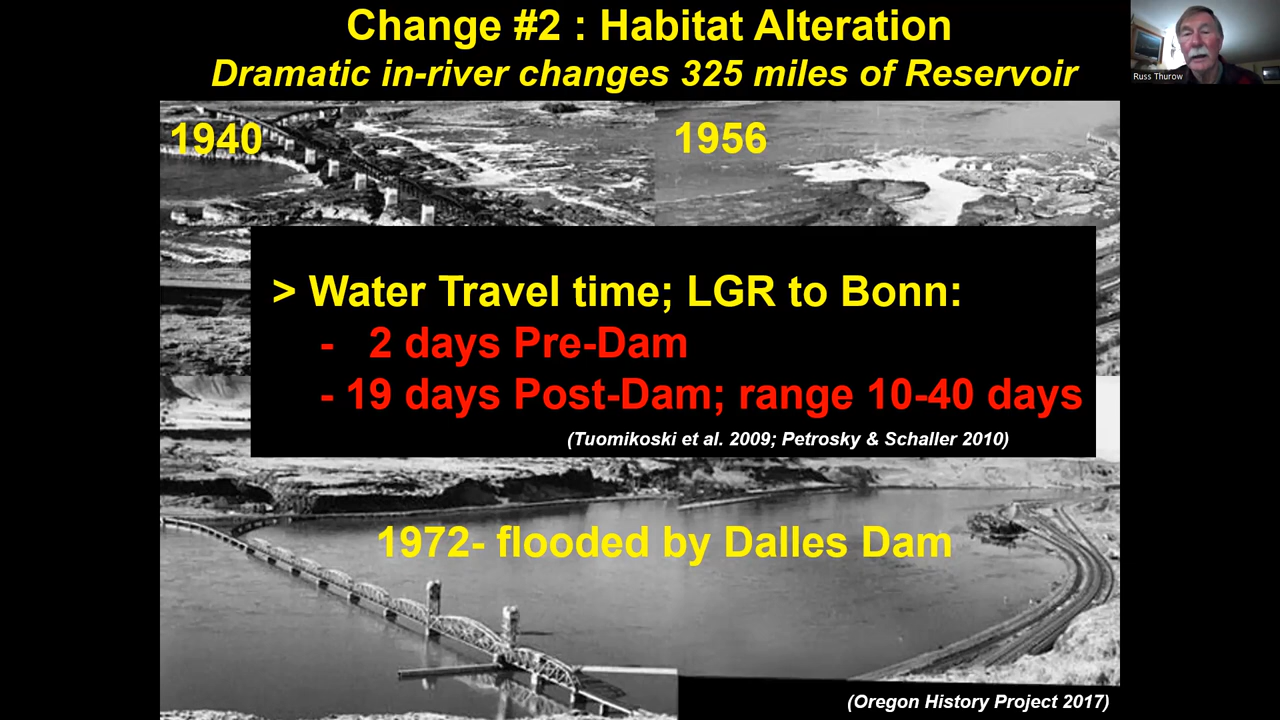 Change #2 : Habitat Alteration
Dramatic in-river changes 325 miles of Reservoir
Russ Thurow
1940
1956
> Water Travel time; LGR to Bonn:
- 2 days Pre-Dam
- 19 days Post-Dam; range 10-40 days
(Tuomikoski et al. 2009; Petrosky & Schaller 2010)
1972- flooded by Dalles Dam
(Oregon History Project 2017)